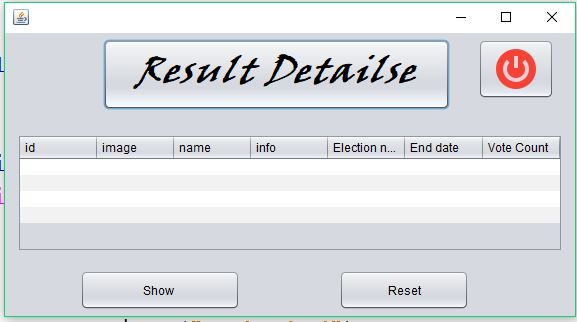 Result Detailse
id image name info Election n... End date Vote Count
Show Reset